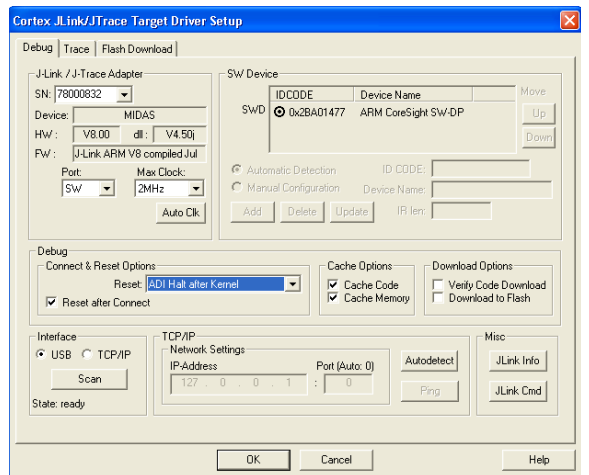 Cortex JLink/JTrace Target Driver Setup
Debug Trace Flash Download
J-Link / J-Trace Adapter
SN: 78000832
Device: MIDAS
HW : V8.00 dll : V4.50j
FW : J-Link ARM V8 compiled Jul
Port: Max Clock:
SW 2MHz
Auto Clk
SW Device
IDCODE Device Name Move
SWD 0x2BA01477 ARM CoreSight SW-DP Up
Down
Automatic Detection ID CODE:
Manual Configuration Device Name:
Add Delete Update IR len:
Debug
Connect & Reset Options
Reset: ADI Halt after Kernel
Reset after Connect
Cache Options
Cache Code
Cache Memory
Download Options
Verify Code Download
Download to Flash
Interface
USB TCP/IP
Scan
State: ready
TCP/IP
Network Settings
IP-Address Port (Auto: 0)
127 . 0 . 0 . 1 : 0
Autodetect
Ping
Misc
JLink Info
JLink Cmd
OK Cancel Help